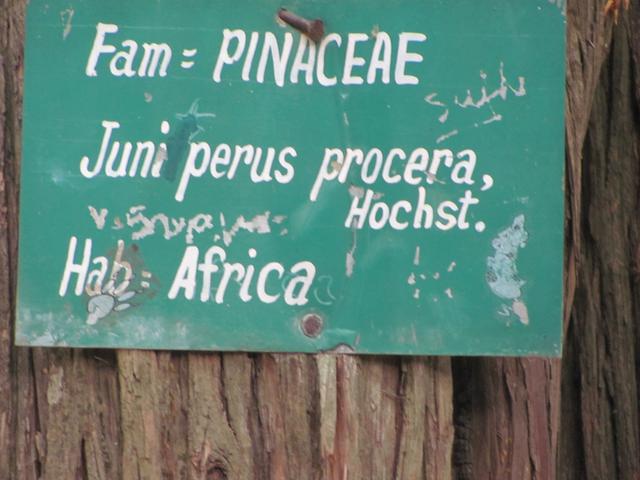 Fam = PINACEAE
Juniperus procera,
Hochst.
Hab: Africa